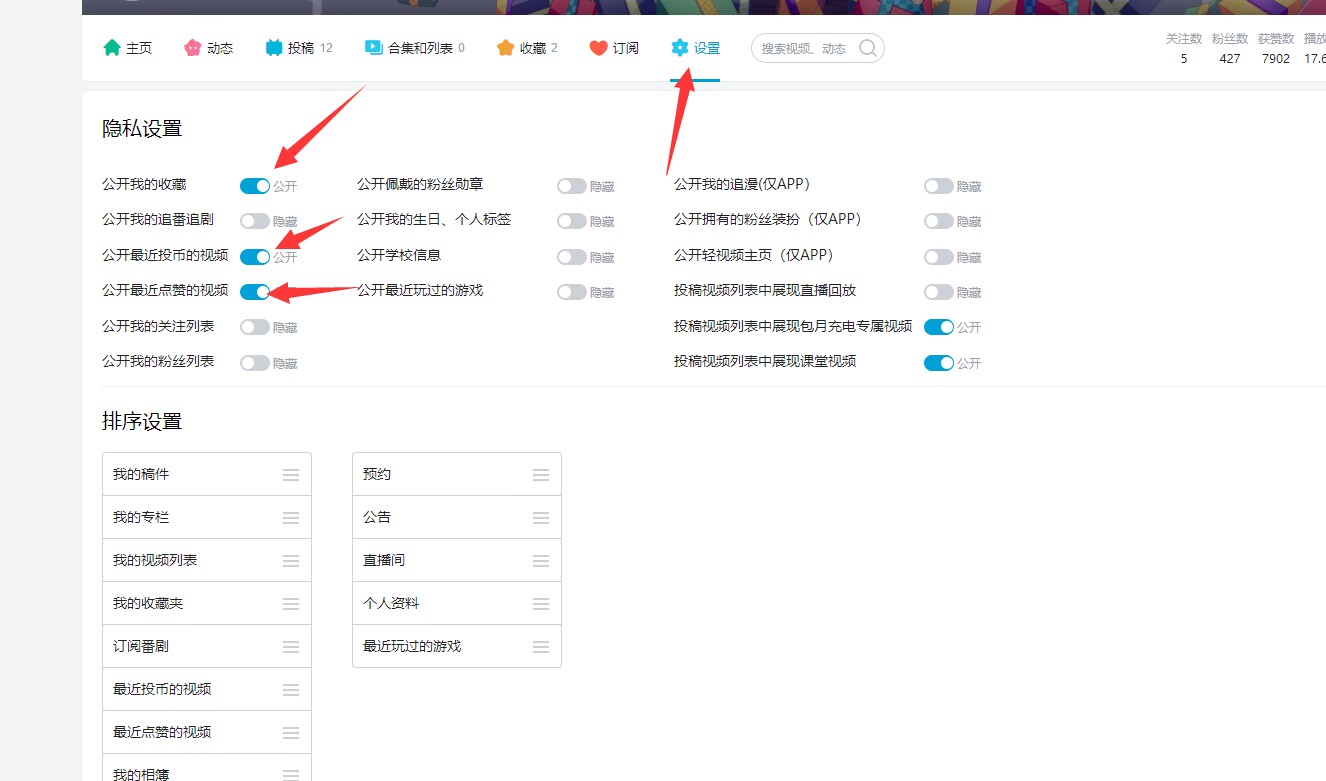 主页 动态 投稿 12 合集和列表 0 收藏 2 订阅 设置 搜索视频、动态 关注数 粉丝数 获赞数 播放
5 427 7902 17.6
隐私设置
公开我的收藏 公开 公开佩戴的粉丝勋章 隐藏 公开我的追漫(仅APP) 隐藏
公开我的追番追剧 隐藏 公开我的生日、个人标签 隐藏 公开拥有的粉丝装扮（仅APP） 隐藏
公开最近投币的视频 公开 公开学校信息 隐藏 公开轻视频主页（仅APP） 隐藏
公开最近点赞的视频 公开最近玩过的游戏 隐藏 投稿视频列表中展现直播回放 隐藏
公开我的关注列表 隐藏 投稿视频列表中展现包月充电专属视频 公开
公开我的粉丝列表 隐藏 投稿视频列表中展现课堂视频 公开
排序设置
我的稿件 预约
我的专栏 公告
我的视频列表 直播间
我的收藏夹 个人资料
订阅番剧 最近玩过的游戏
最近投币的视频
最近点赞的视频
我的相簿